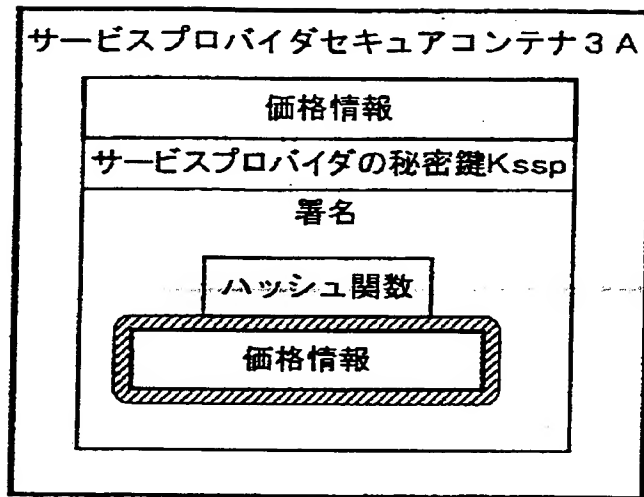 サービスプロバイダセキュアコンテナ3A
価格情報
サービスプロバイダの秘密鍵Kssp
署名
ハッシュ関数
価格情報